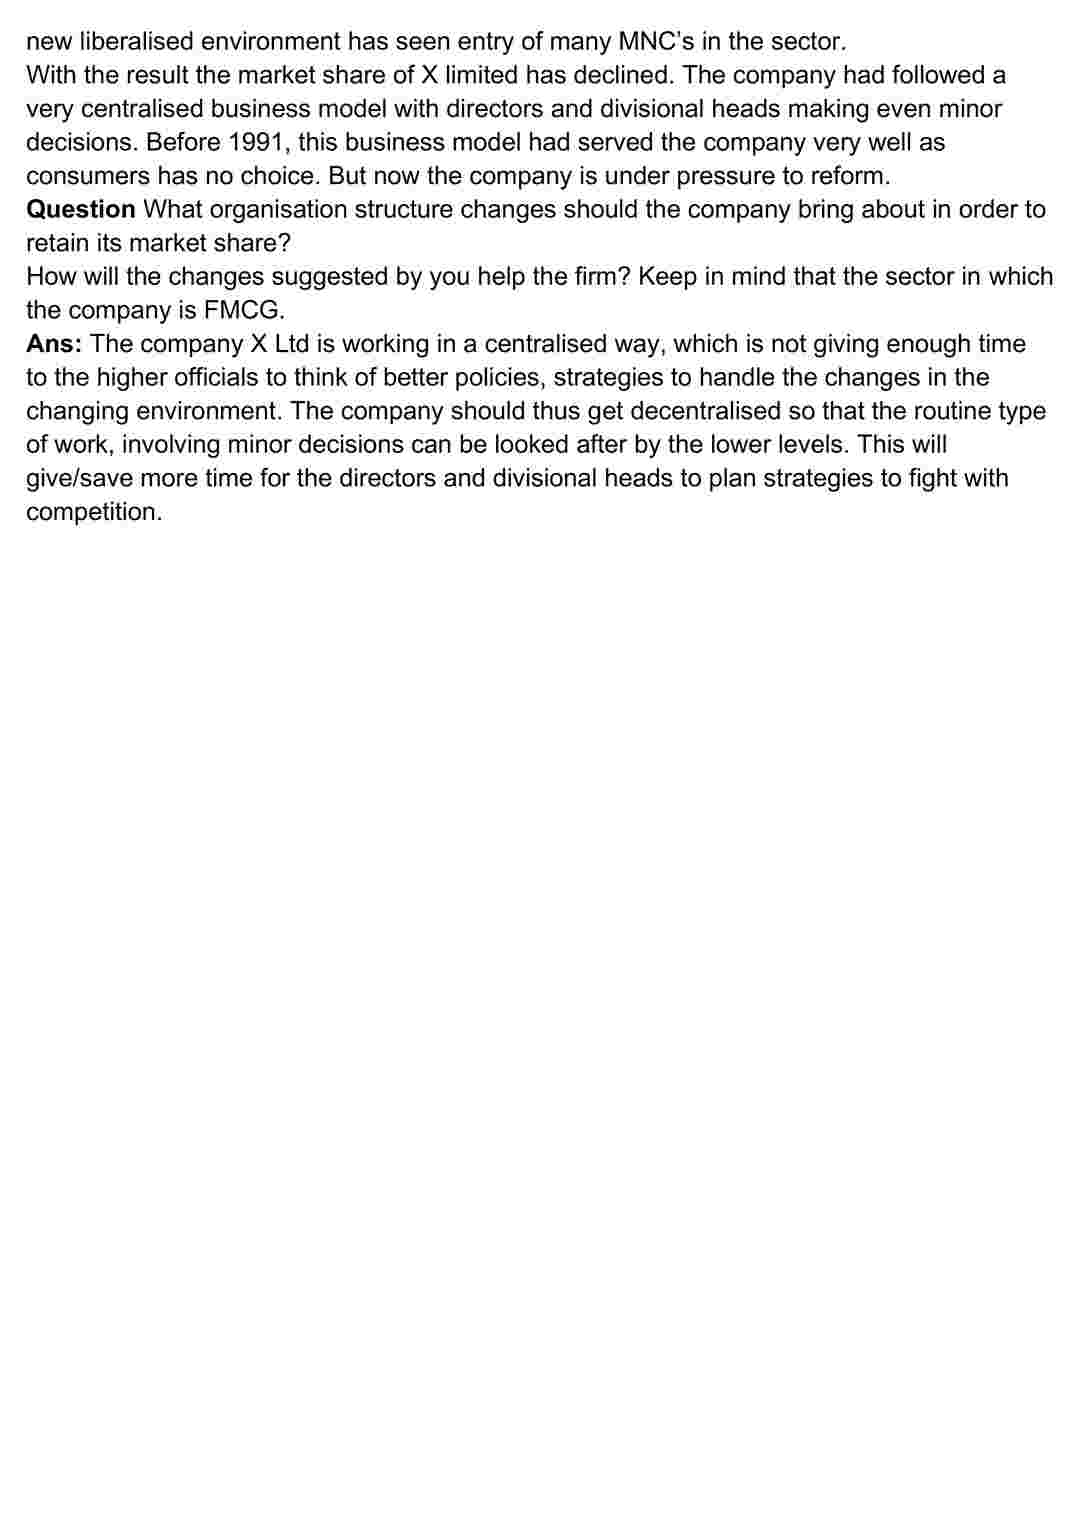 new liberalised environment has seen entry of many MNC's in the sector.
With the result the market share of X limited has declined. The company had followed a
very centralised business model with directors and divisional heads making even minor
decisions. Before 1991, this business model had served the company very well as
consumers has no choice. But now the company is under pressure to reform.
Question What organisation structure changes should the company bring about in order to
retain its market share?
How will the changes suggested by you help the firm? Keep in mind that the sector in which
the company is FMCG.
Ans: The company X Ltd is working in a centralised way, which is not giving enough time
to the higher officials to think of better policies, strategies to handle the changes in the
changing environment. The company should thus get decentralised so that the routine type
of work, involving minor decisions can be looked after by the lower levels. This will
give/save more time for the directors and divisional heads to plan strategies to fight with
competition.